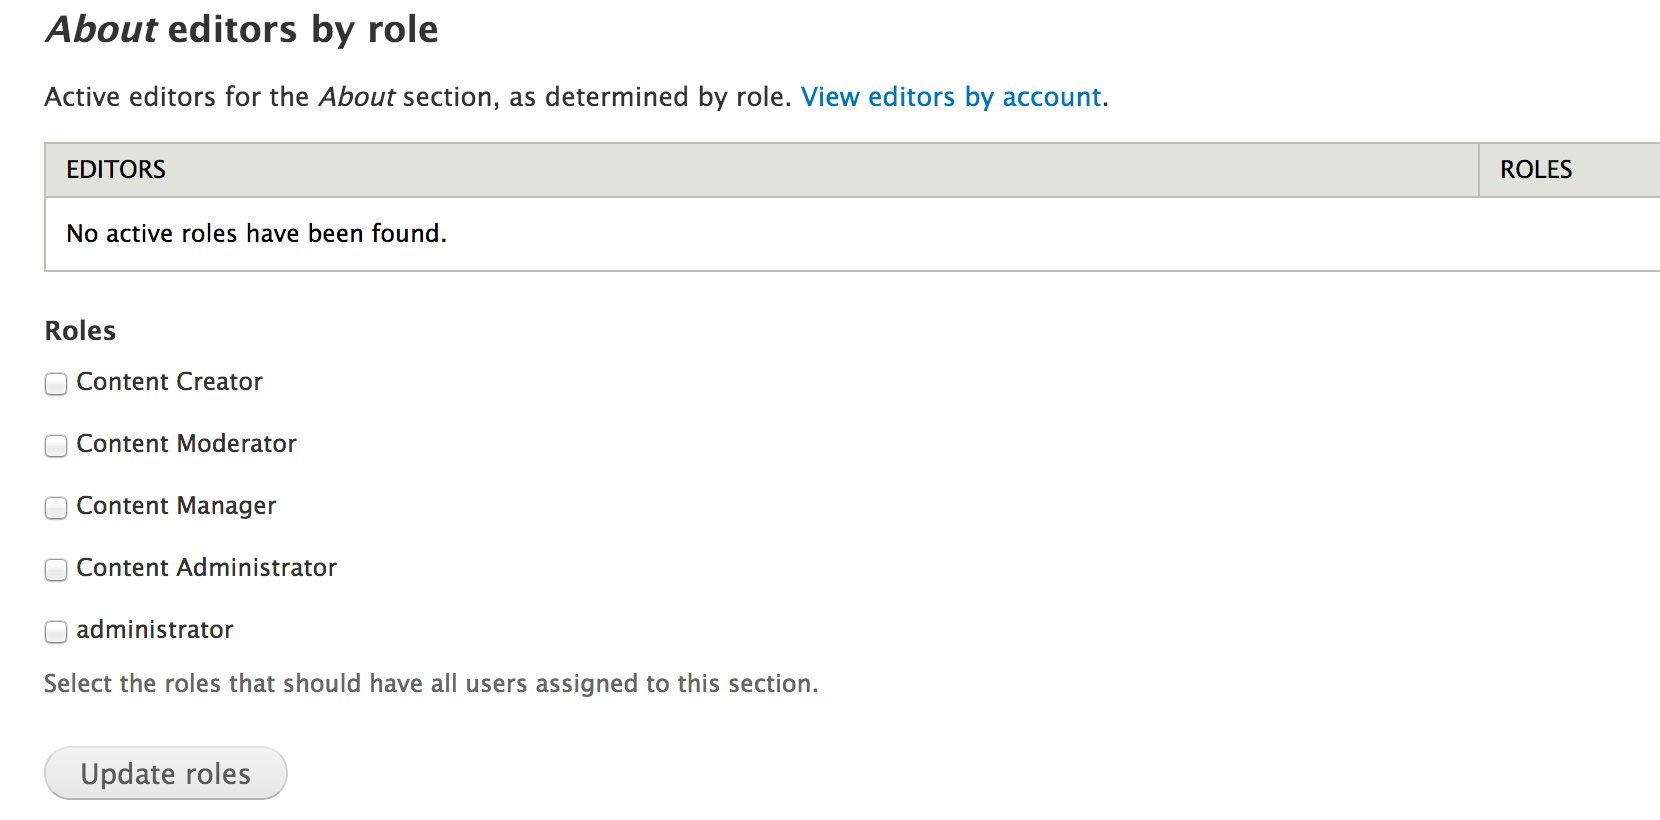 About editors by role
Active editors for the About section, as determined by role. View editors by account.
EDITORS ROLES
No active roles have been found.
Roles
Content Creator
Content Moderator
Content Manager
Content Administrator
administrator
Select the roles that should have all users assigned to this section.
Update roles